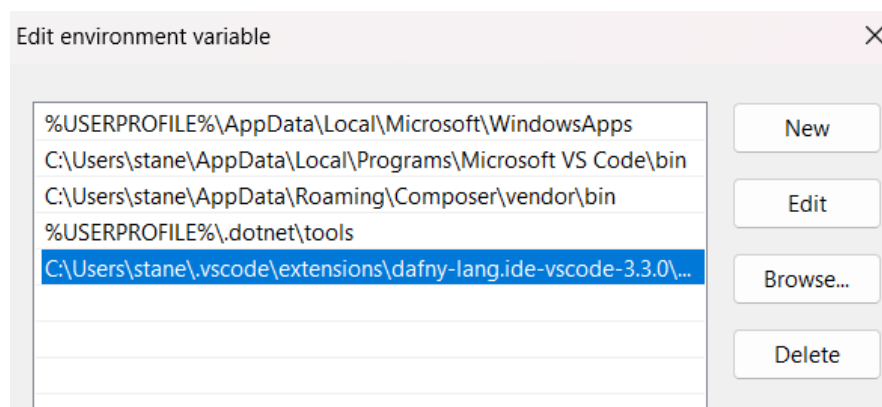 Edit environment variable
%USERPROFILE%\AppData\Local\Microsoft\WindowsApps
C:\Users\stane\AppData\Local\Programs\Microsoft VS Code\bin
C:\Users\stane\AppData\Roaming\Composer\vendor\bin
%USERPROFILE%\.dotnet\tools
C:\Users\stane\.vscode\extensions\dafny-lang.ide-vscode-3.3.0\...
New
Edit
Browse...
Delete